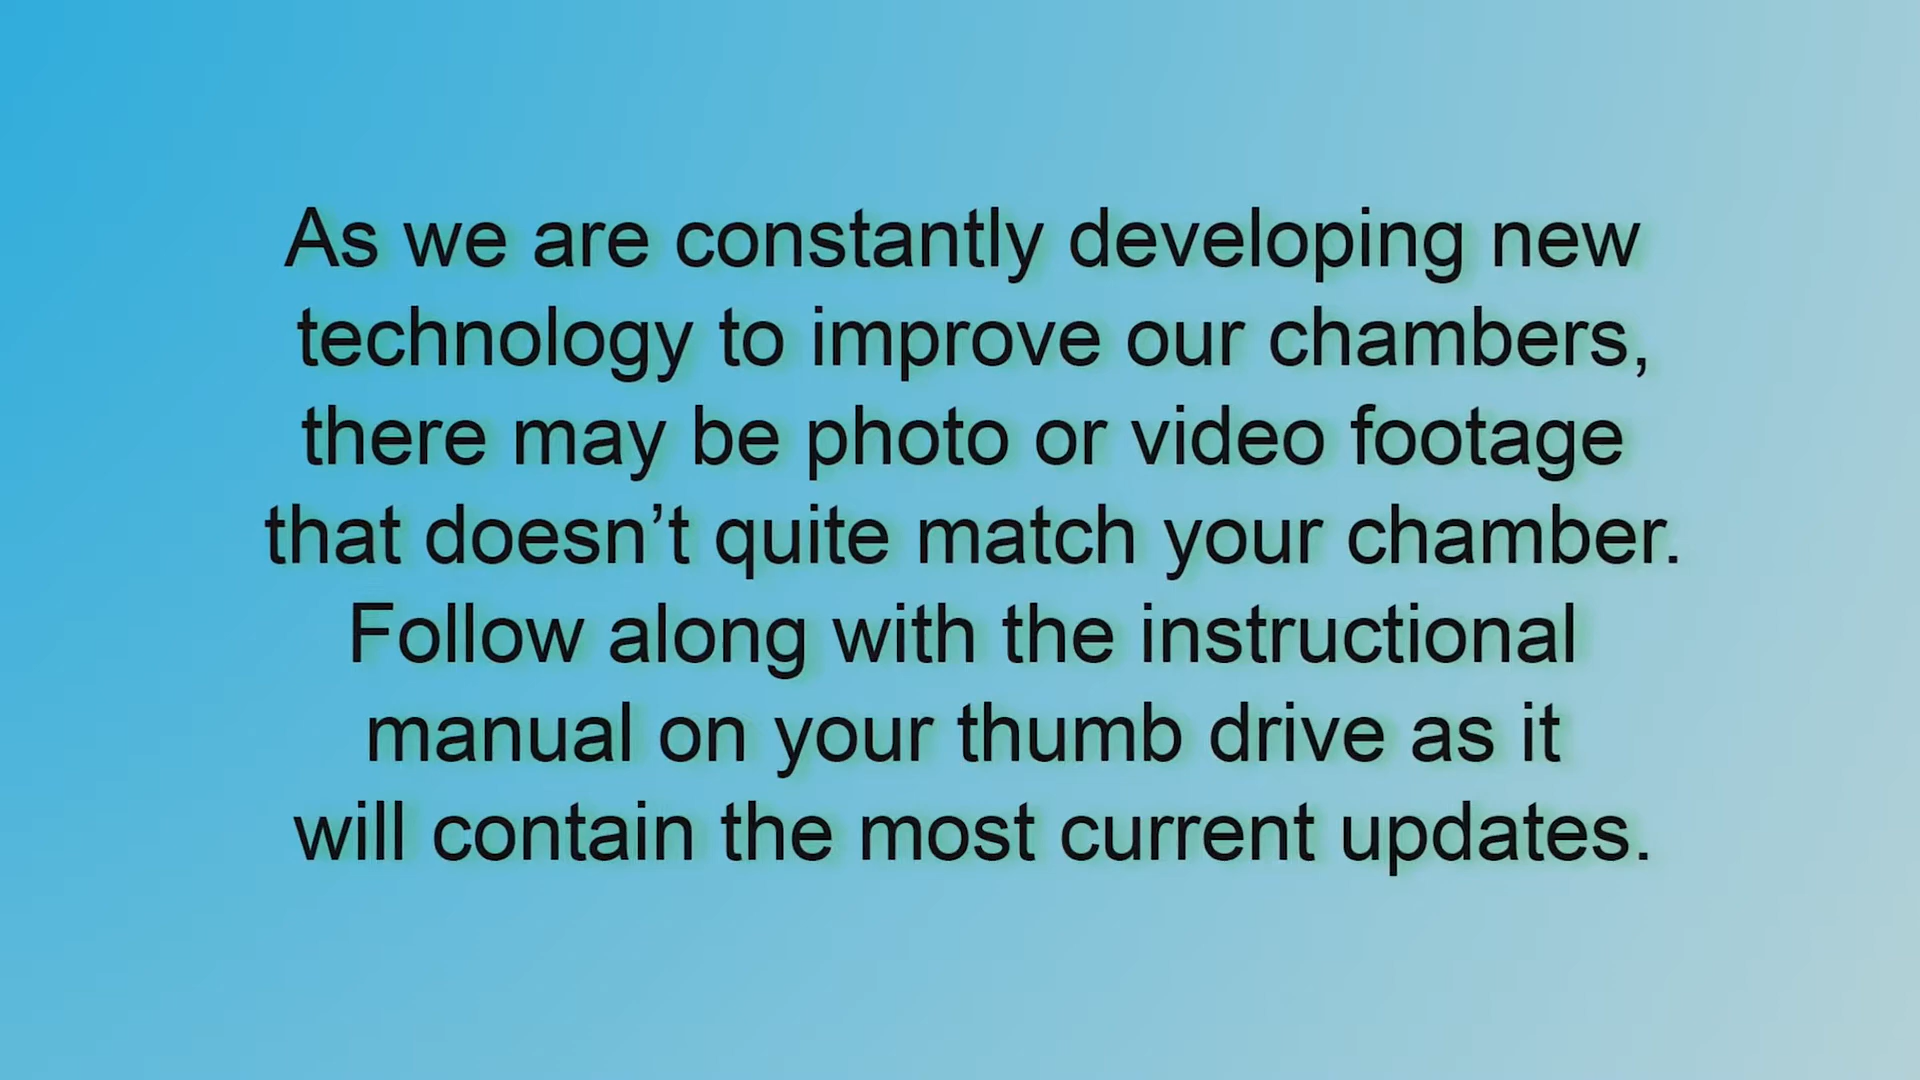 As we are constantly developing new
technology to improve our chambers,
there may be photo or video footage
that doesn’t quite match your chamber.
Follow along with the instructional
manual on your thumb drive as it
will contain the most current updates.